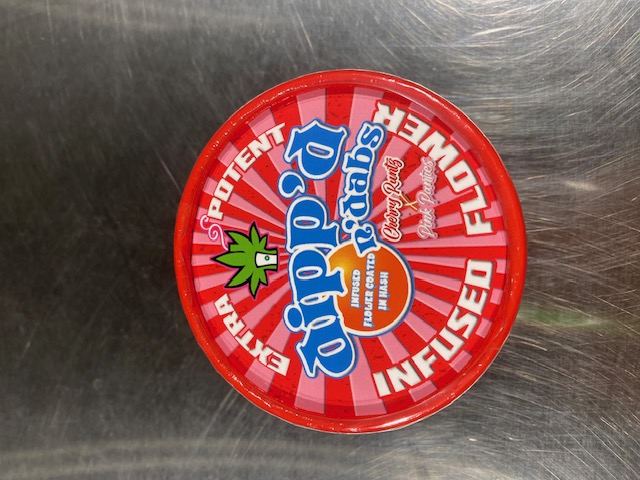 EXTRA POTENT
dipp'd
n'dabs
INFUSED
FLOWER COATED
IN HASH
Cherry Runtz
X
Pink Panties
INFUSED FLOWER